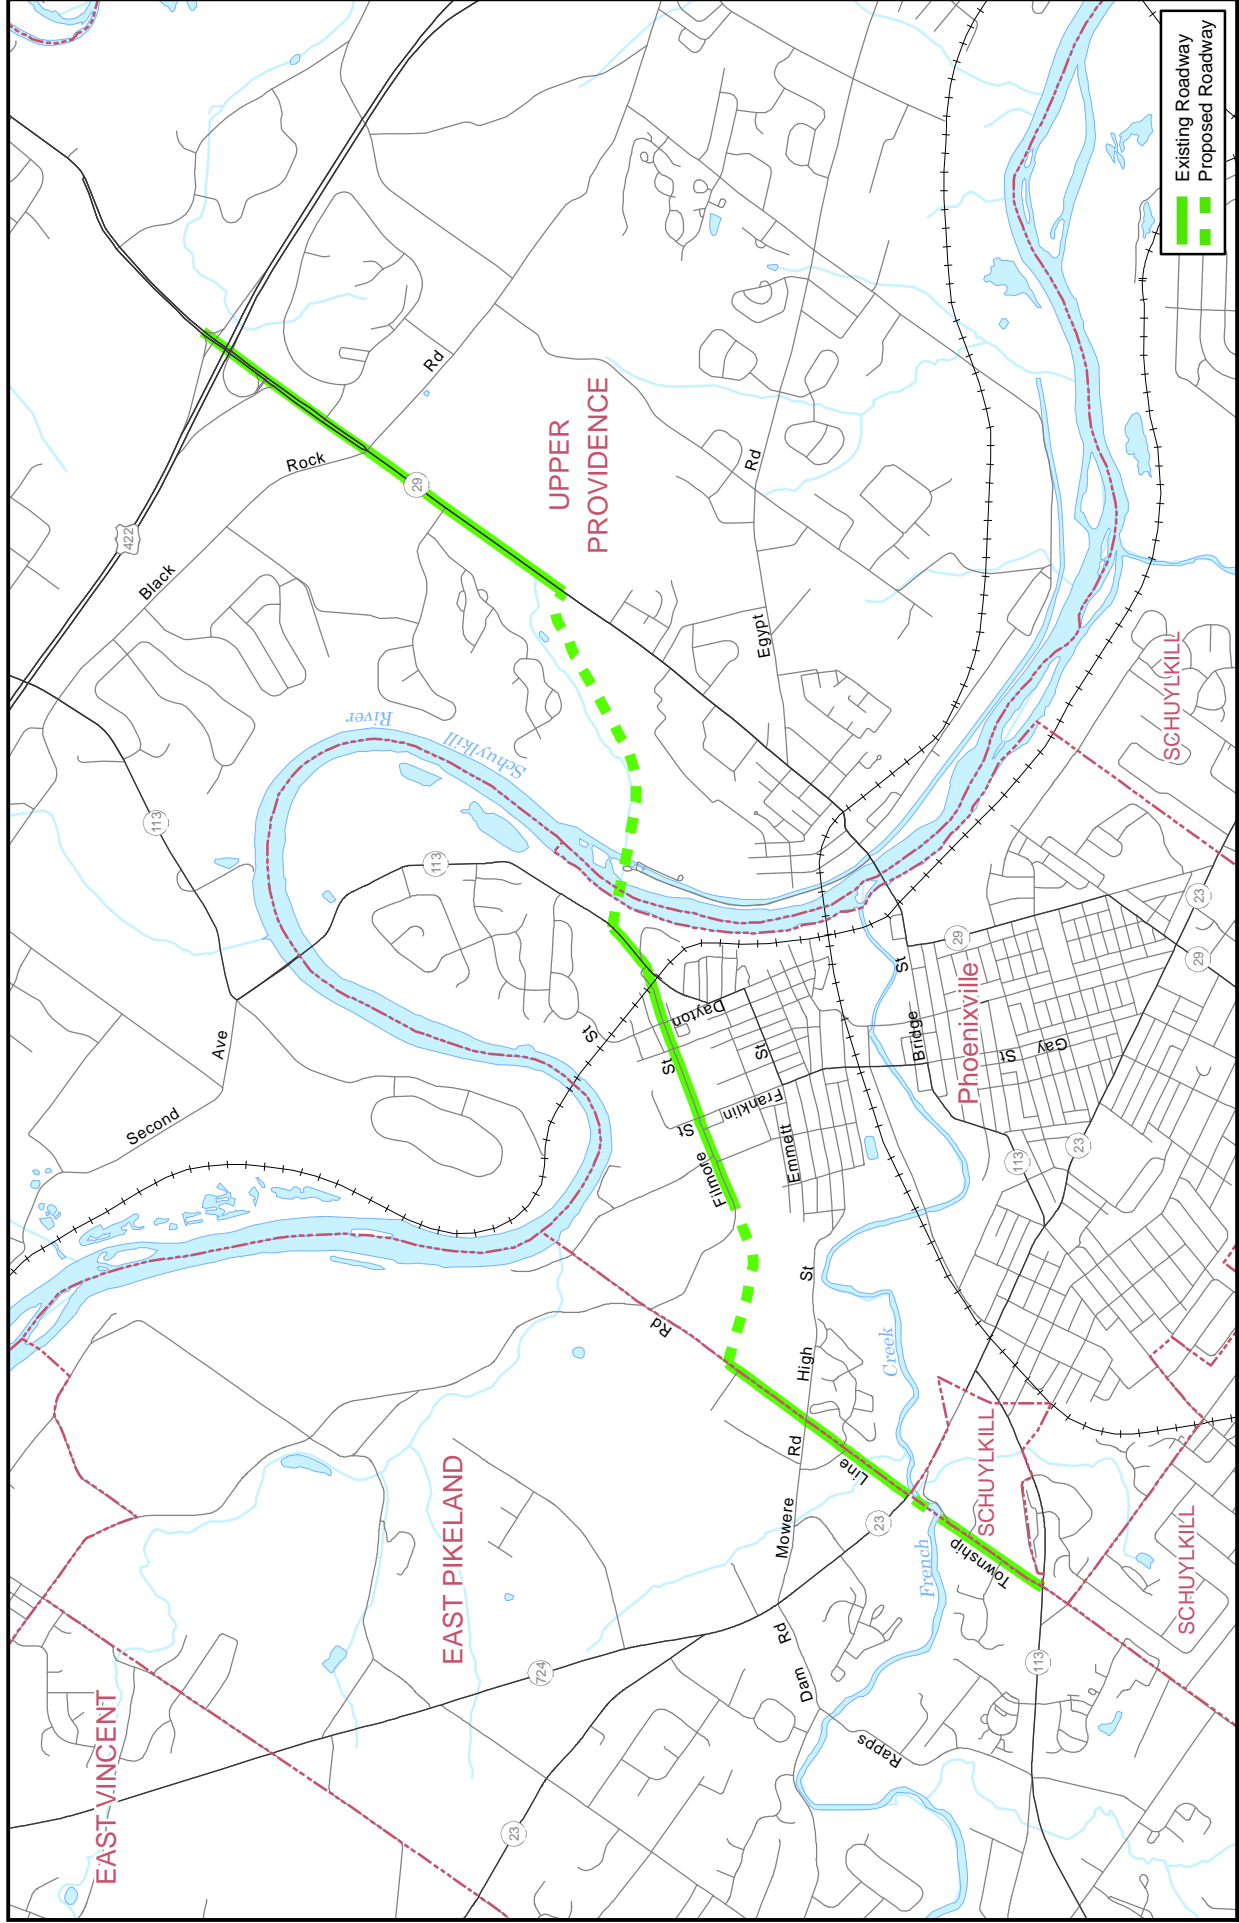 Existing Roadway
Proposed Roadway
422
Black
Rock
Rd
29
UPPER
PROVIDENCE
Egypt
Rd
113
Schuylkill
River
113
Second
Ave
St
Dayton
St
Franklin
St
Filmore
St
Emmett
St
29
Bridge
St
Phoenixville
Gay
St
23
29
SCHUYLKILL
113
23
High
St
Creek
French
Rd
Line
Township
Mowere
Rd
23
SCHUYLKILL
SCHUYLKILL
113
EAST PIKELAND
724
Dam
Rd
Rapps
23
EAST VINCENT